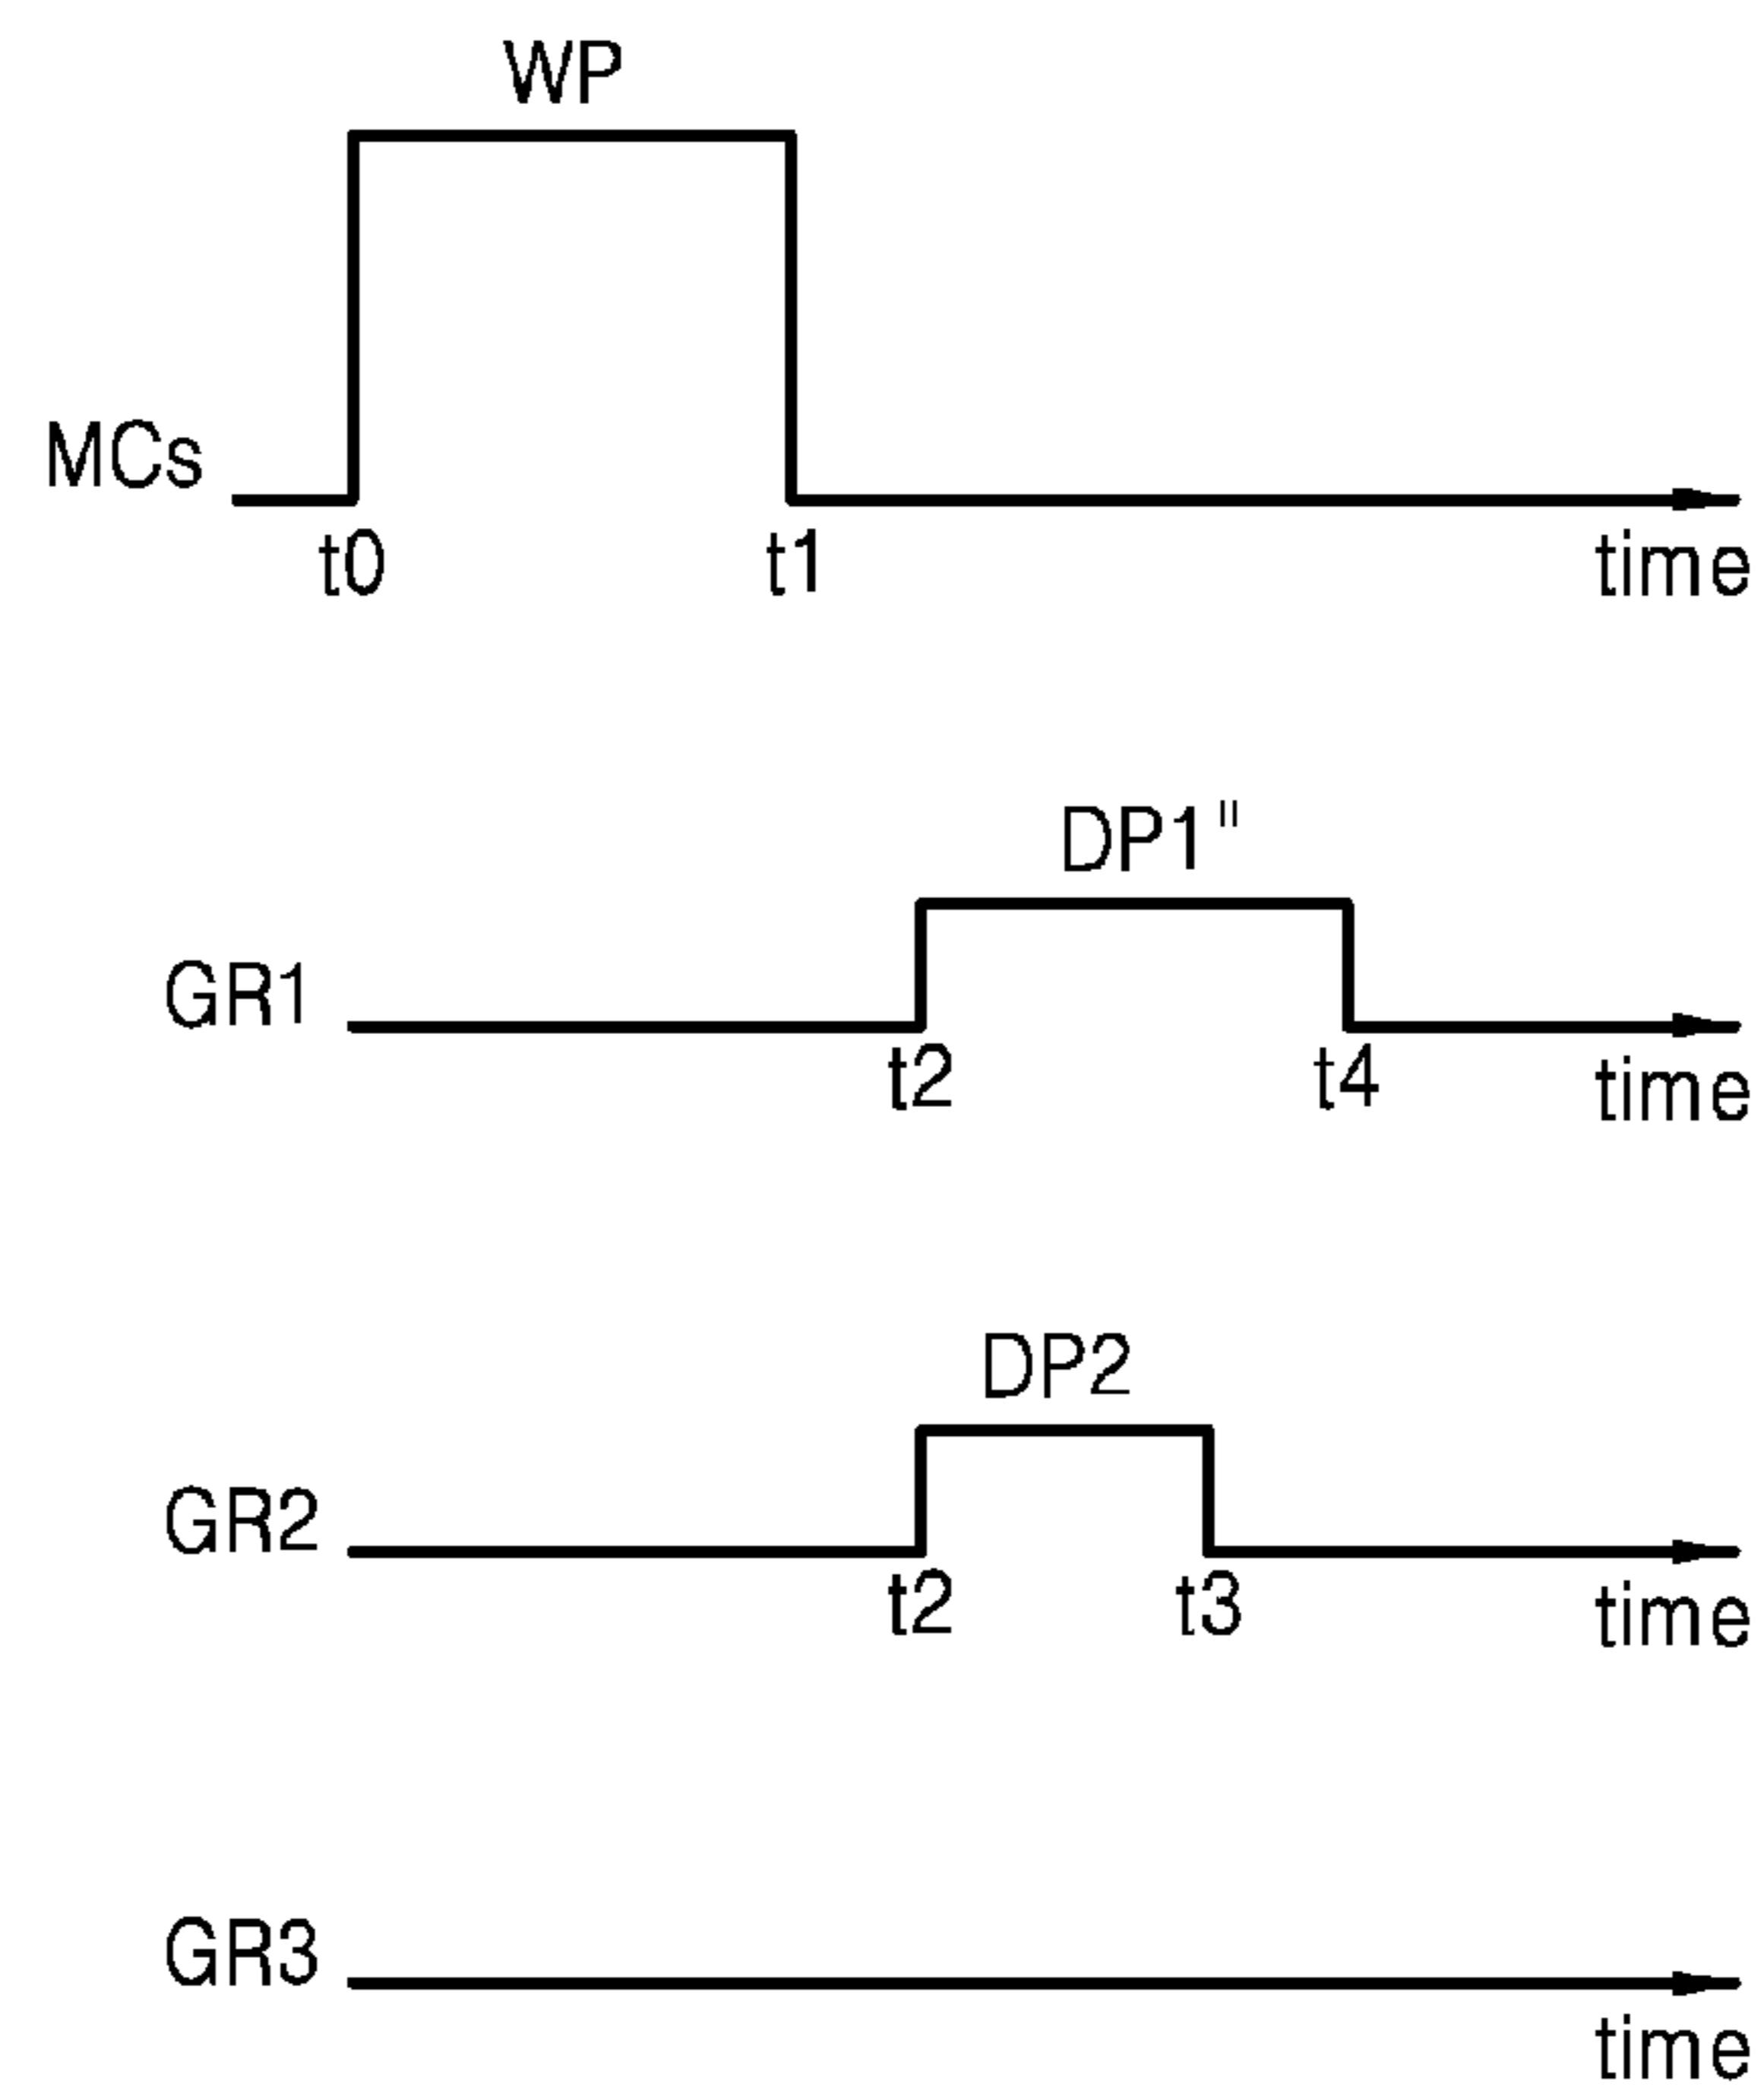 WP
MCs
t0 t1 time
DP1"
GR1
t2 t4 time
DP2
GR2
t2 t3 time
GR3
time